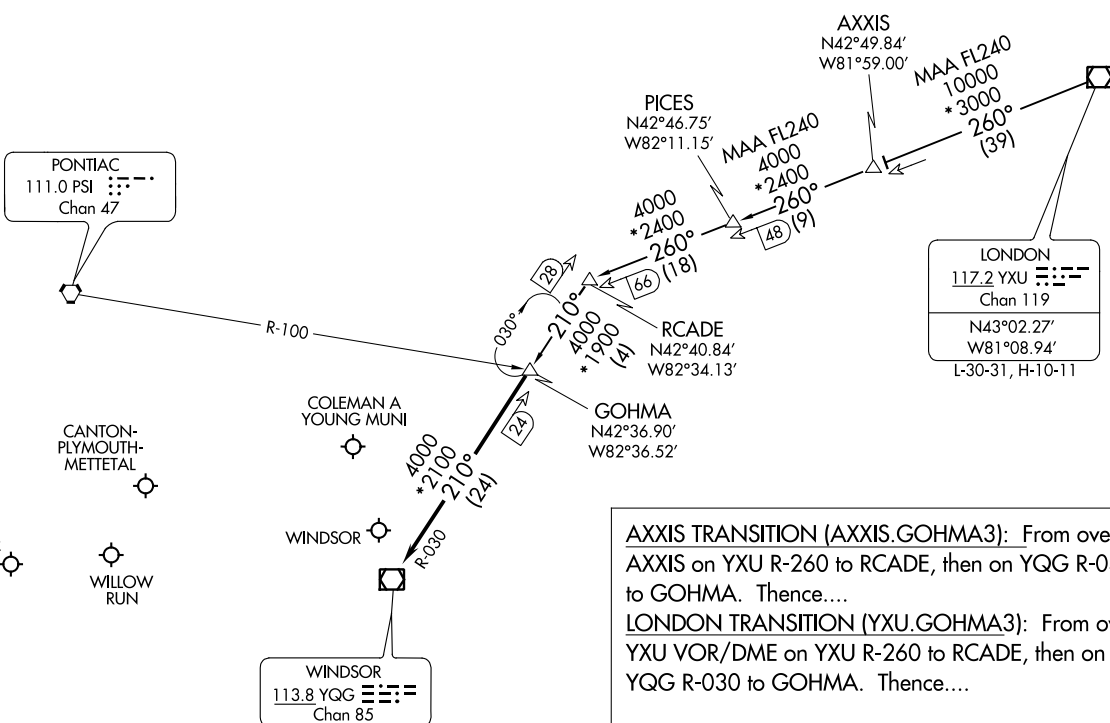 AXXIS
N42°49.84'
W81°59.00'
MAA FL240
10000
*3000
260°
(39)
PICES
N42°46.75'
W82°11.15'
MAA FL240
4000
*2400
260°
(9)
48
PONTIAC
111.0 PSI
Chan 47
4000
*2400
260°
(18)
66
LONDON
117.2 YXU
Chan 119
N43°02.27'
W81°08.94'
L-30-31, H-10-11
28
R-100
030°
210°
4000
*1900
(4)
RCADE
N42°40.84'
W82°34.13'
GOHMA
N42°36.90'
W82°36.52'
24
COLEMAN A
YOUNG MUNI
CANTON-
PLYMOUTH-
METTETAL
4000
*2100
210°
(24)
WINDSOR
R-030
WILLOW
RUN
WINDSOR
113.8 YQG
Chan 85
AXXIS TRANSITION (AXXIS.GOHMA3): From
AXXIS on YXU R-260 to RCADE, then on YQG
to GOHMA. Thence....
LONDON TRANSITION (YXU.GOHMA3): From
YXU VOR/DME on YXU R-260 to RCADE, then on
YQG R-030 to GOHMA. Thence....